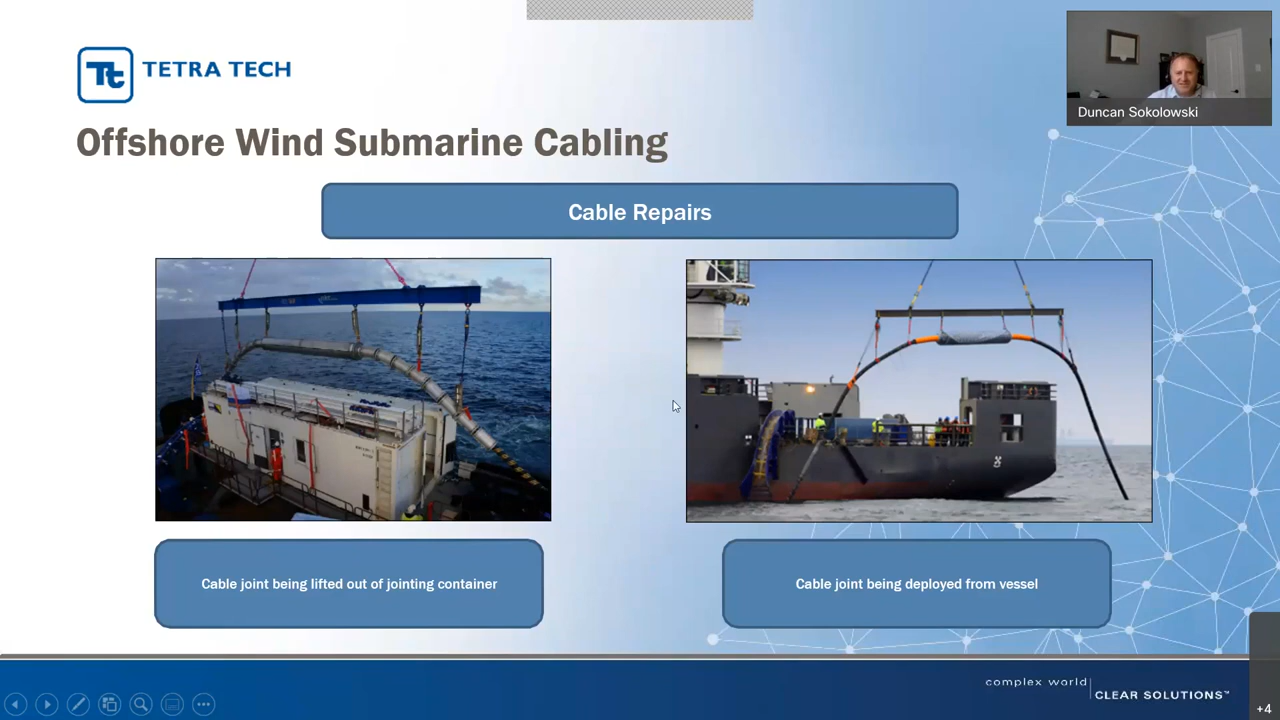 Tt TETRA TECH
Duncan Sokolowski
Offshore Wind Submarine Cabling
Cable Repairs
Cable joint being lifted out of jointing container
Cable joint being deployed from vessel
complex world
CLEAR SOLUTIONS™
+4